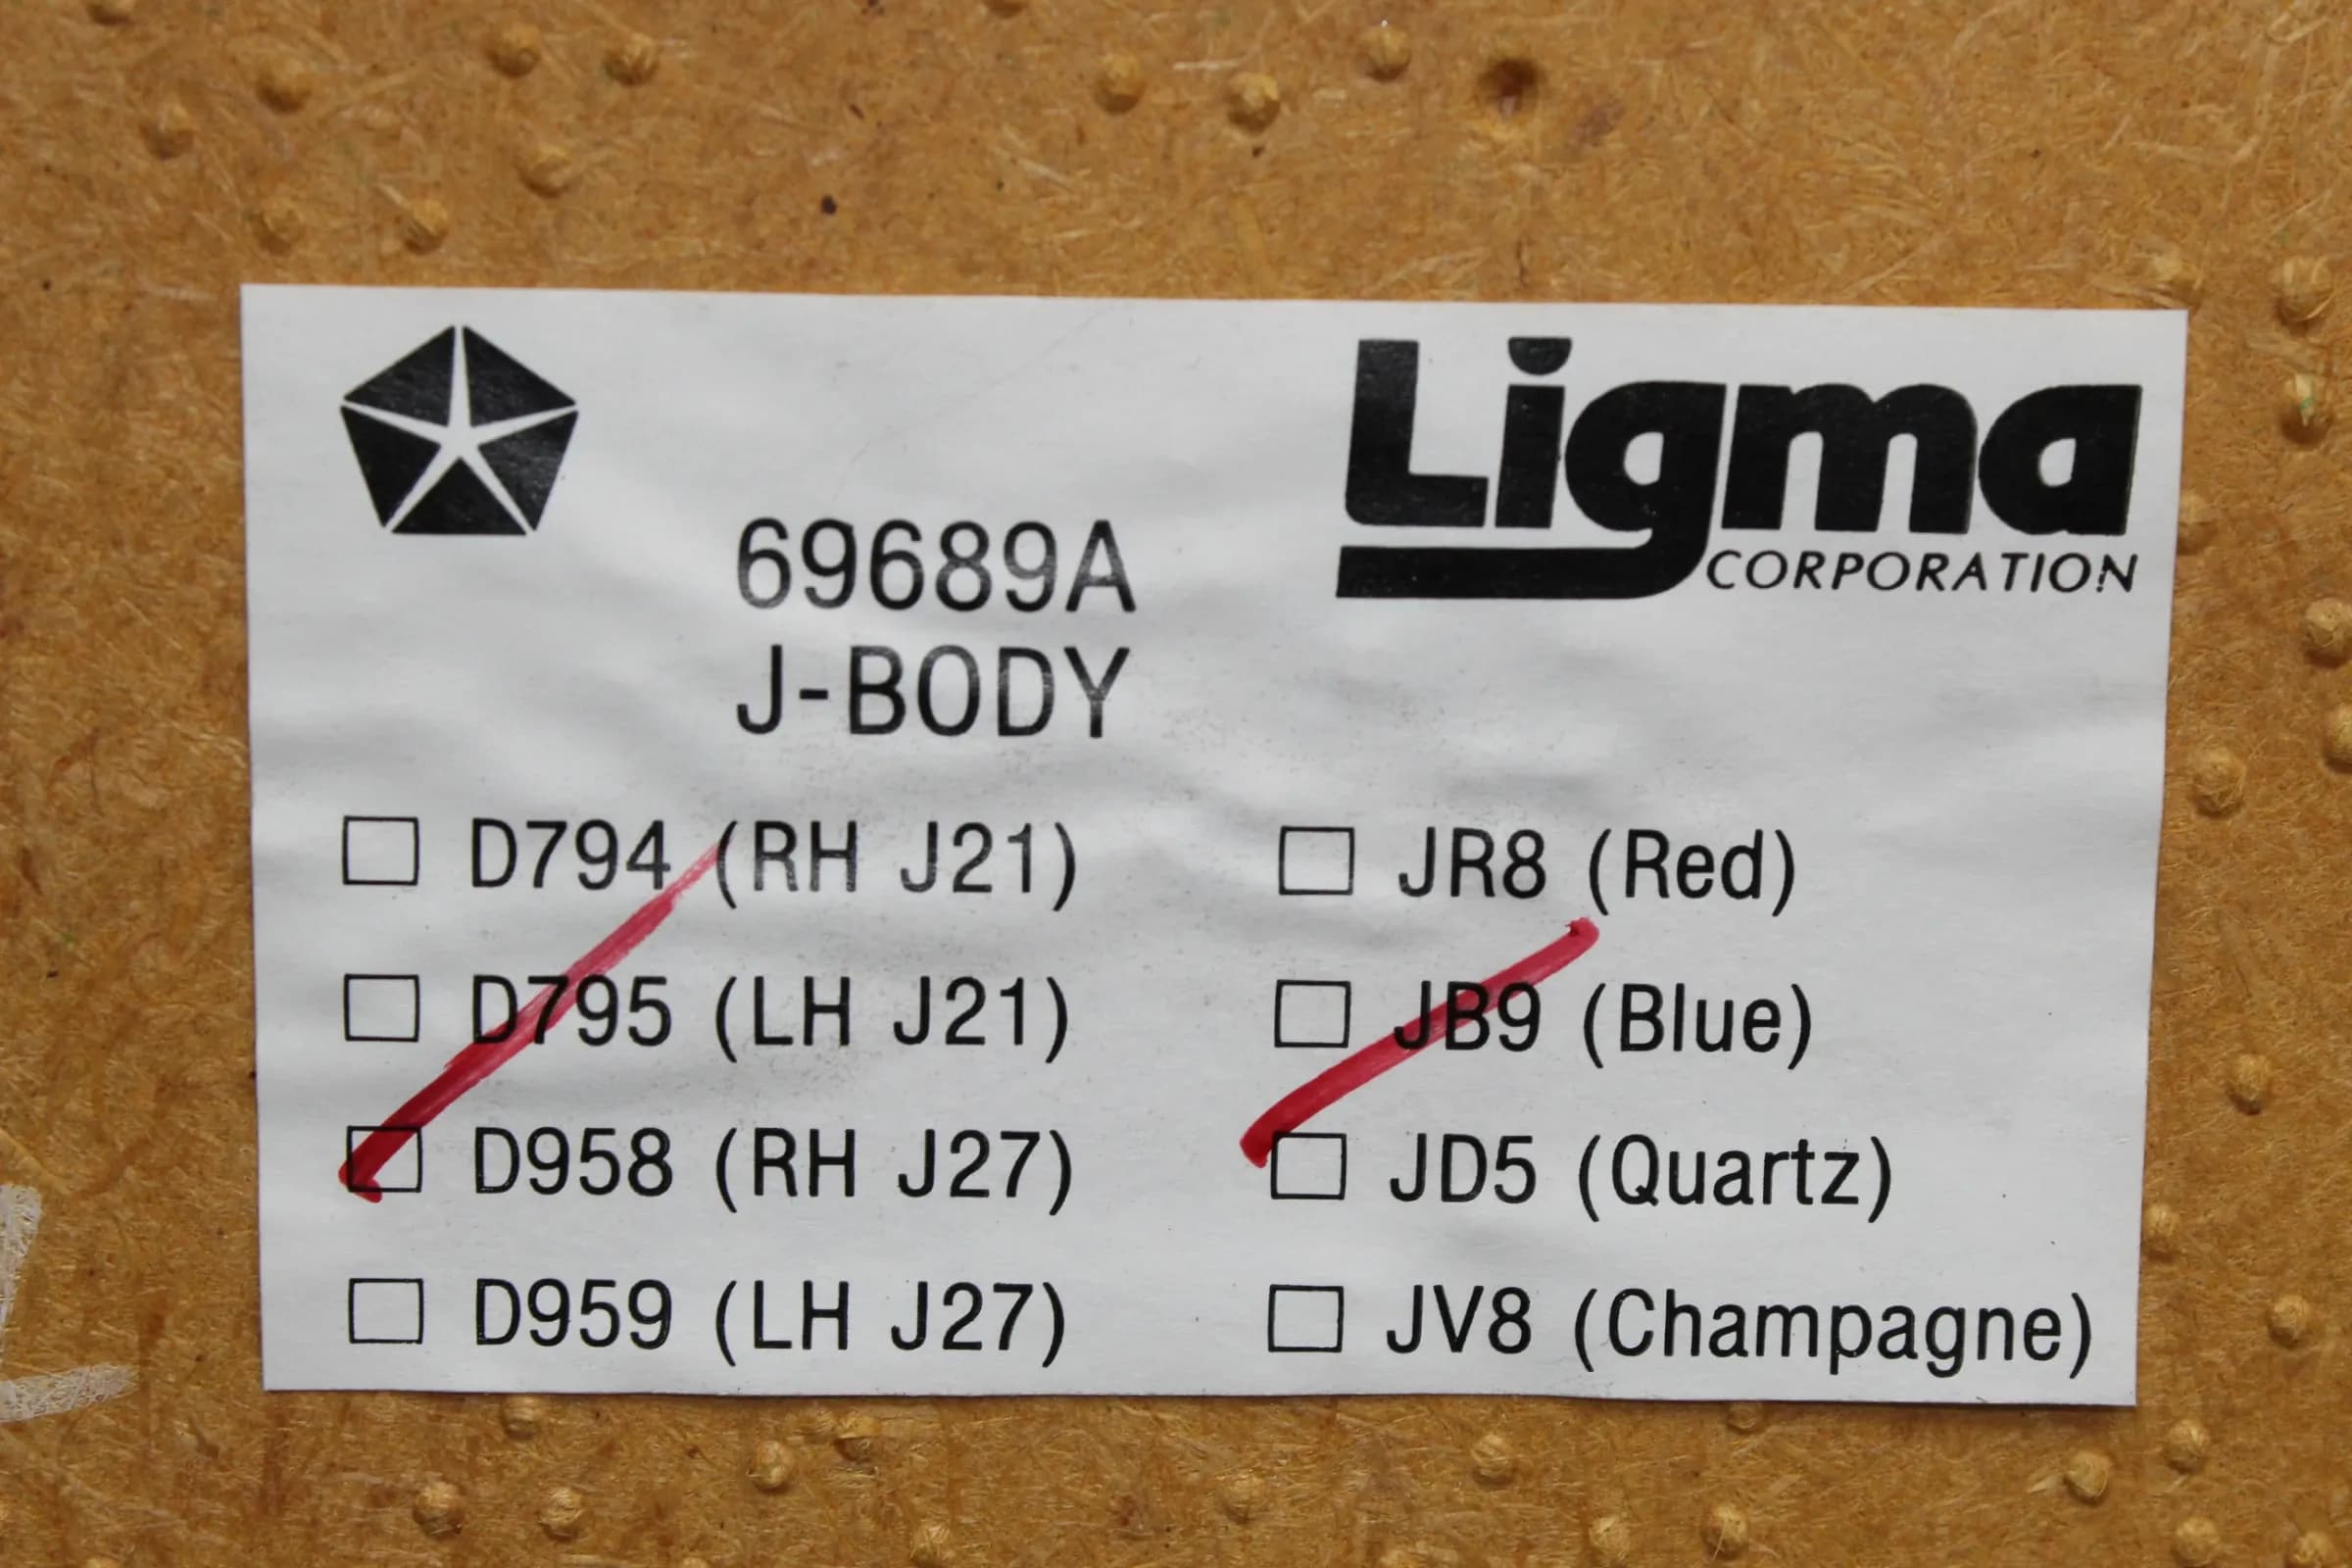 Ligma
CORPORATION
69689A
J-BODY
D794 (RH J21)
D795 (LH J21)
D958 (RH J27)
D959 (LH J27)
JR8 (Red)
JB9 (Blue)
JD5 (Quartz)
JV8 (Champagne)